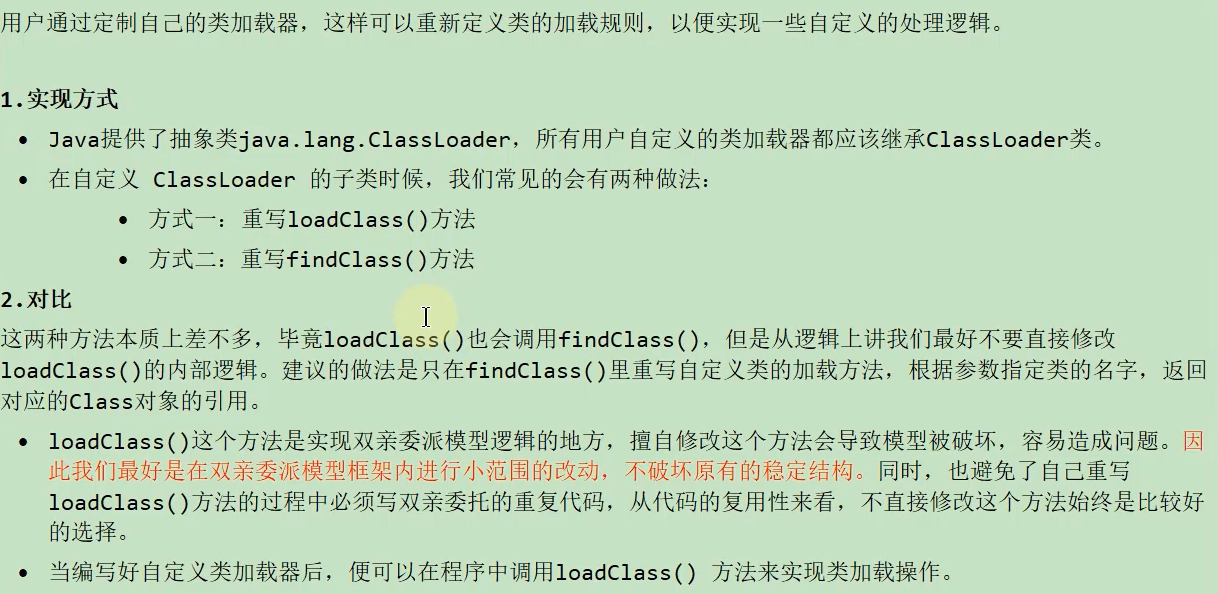 用户通过定制自己的类加载器，这样可以重新定义类的加载规则，以便实现一些自定义的处理逻辑。
1.实现方式
• Java提供了抽象类java.lang.ClassLoader，所有用户自定义的类加载器都应该继承ClassLoader类。
• 在自定义 ClassLoader 的子类时候，我们常见的会有两种做法：
• 方式一：重写loadClass()方法
• 方式二：重写findClass()方法
2.对比
这两种方法本质上差不多，毕竟loadClass()也会调用findClass()，但是从逻辑上讲我们最好不要直接修改
loadClass()的内部逻辑。建议的做法是只在findClass()里重写自定义类的加载方法，根据参数指定类的名字，返回
对应的Class对象的引用。
• loadClass()这个方法是实现双亲委派模型逻辑的地方，擅自修改这个方法会导致模型被破坏，容易造成问题。因
此我们最好是在双亲委派模型框架内进行小范围的改动，不破坏原有的稳定结构。同时，也避免了自己重写
loadClass()方法的过程中必须写双亲委托的重复代码，从代码的复用性来看，不直接修改这个方法始终是比较好
的选择。
• 当编写好自定义类加载器后，便可以在程序中调用loadClass() 方法来实现类加载操作。